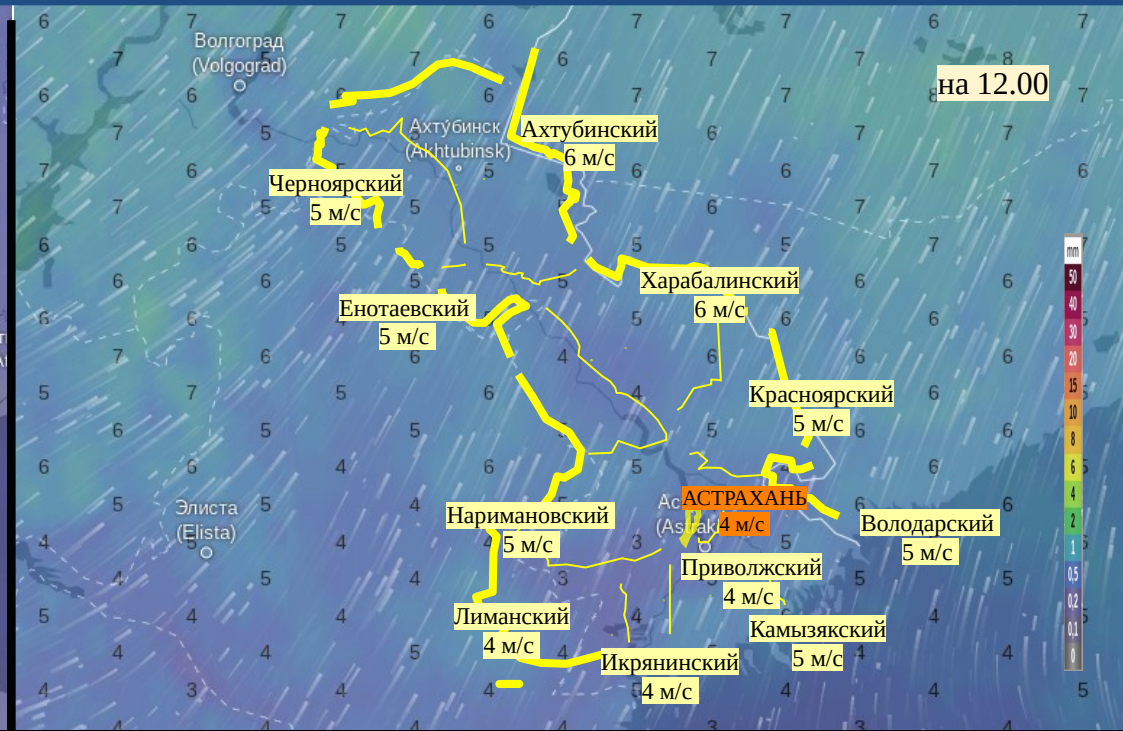 Волгоград
(Volgograd)
на 12.00
Ахту́бинск
(Akhtubinsk)
Ахтубинский
6 м/с
Черноярский
5 м/с
Харабалинский
6 м/с
Енотаевский
5 м/с
Красноярский
5 м/с
АСТРАХАНЬ
4 м/с
Элиста
(Elista)
Наримановский
5 м/с
Володарский
5 м/с
Приволжский
4 м/с
Лиманский
4 м/с
Камызякский
5 м/с
Икрянинский
4 м/с
mm
50
40
30
20
15
10
8
6
4
2
1
0,5
0,2
0,1
0